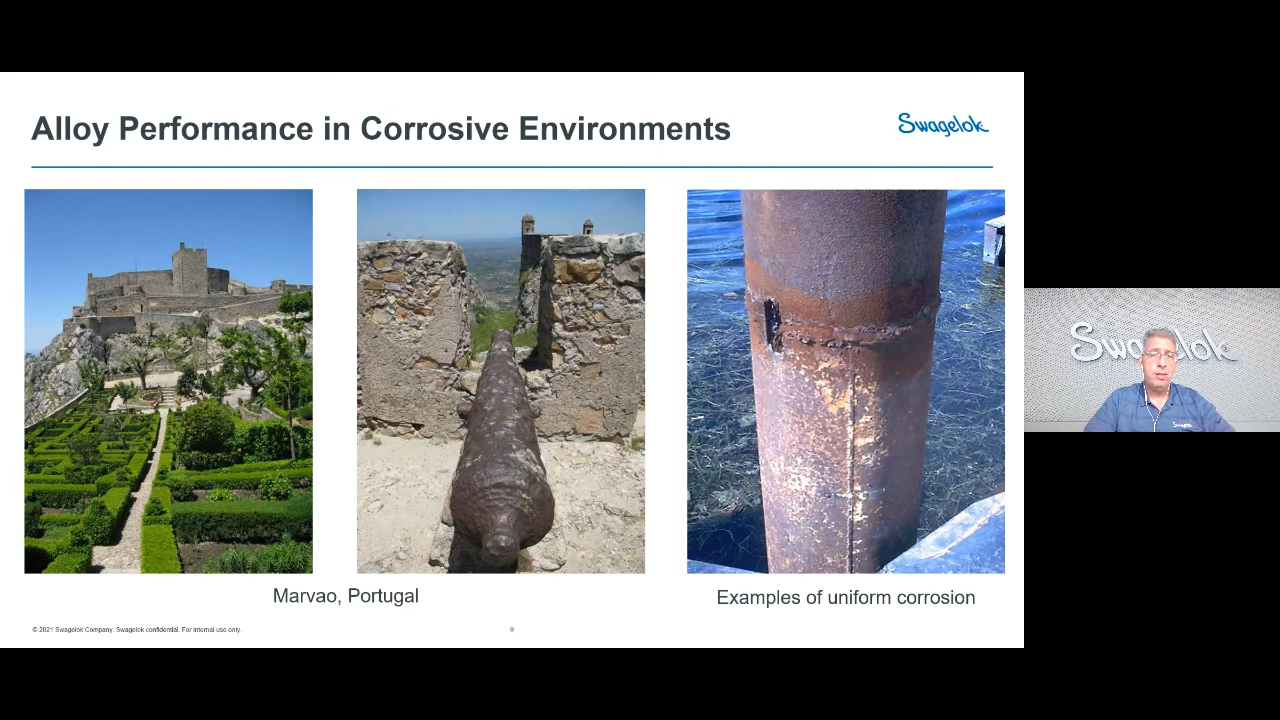 Alloy Performance in Corrosive Environments
Swagelok
Swagelok
Marvao, Portugal
Examples of uniform corrosion
© 2021 Swagelok Company. Swagelok confidential. For internal use only.
9